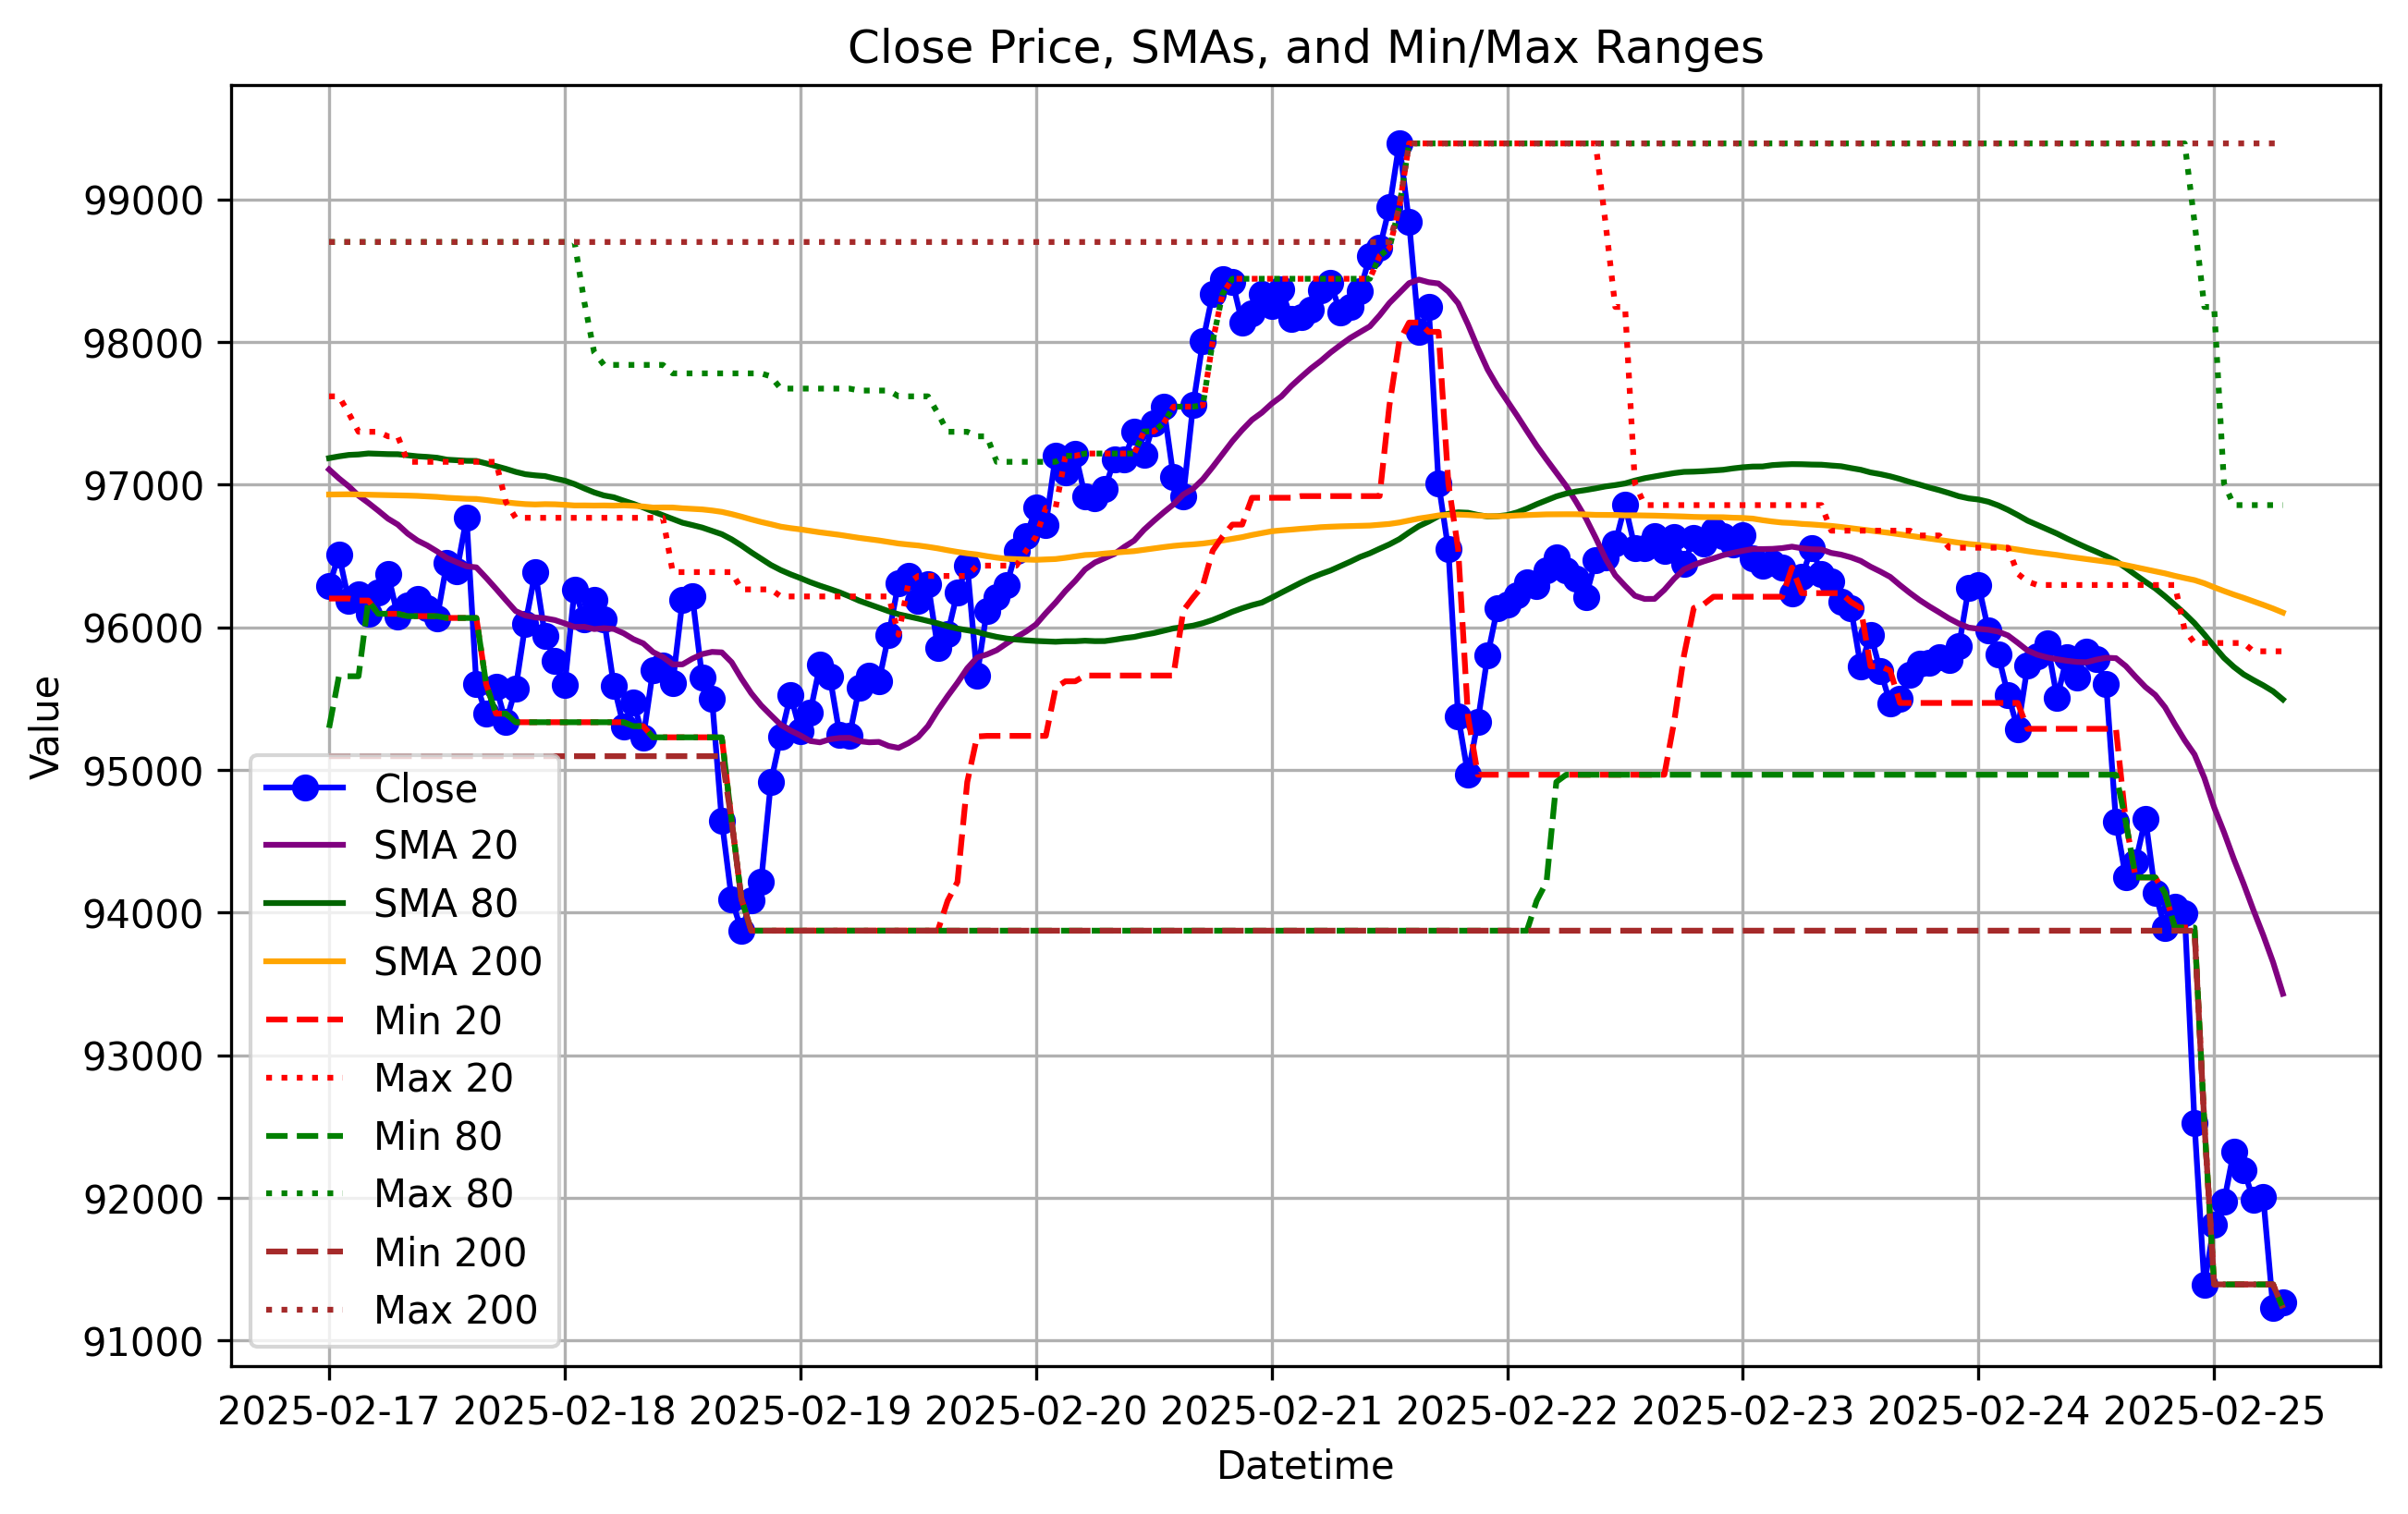 Close Price, SMAs, and Min/Max Ranges
Value
99000
98000
97000
96000
95000
94000
93000
92000
91000
Close
SMA 20
SMA 80
SMA 200
Min 20
Max 20
Min 80
Max 80
Min 200
Max 200
2025-02-17 2025-02-18 2025-02-19 2025-02-20 2025-02-21 2025-02-22 2025-02-23 2025-02-24 2025-02-25
Datetime